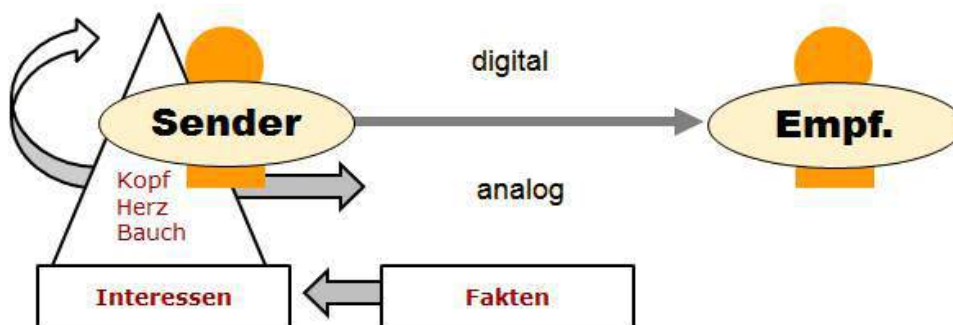 digital
Sender
Empf.
Kopf
Herz
Bauch
analog
Interessen
Fakten